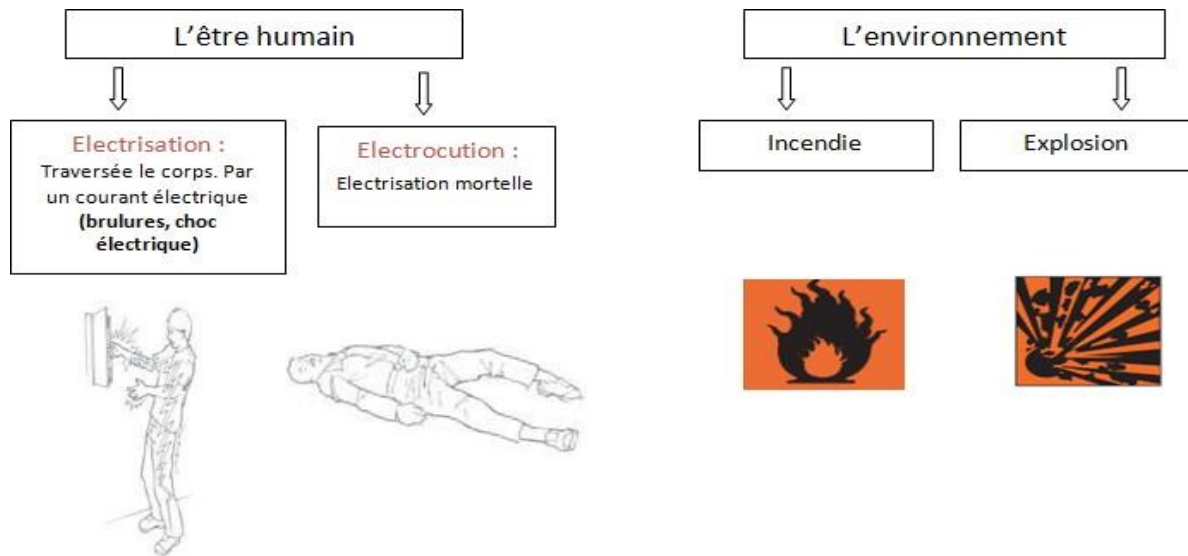 L'être humain
L'environnement
Electrisation :
Traversée le corps. Par
un courant électrique
(brulures, choc
électrique)
Electrocution :
Electrisation mortelle
Incendie
Explosion